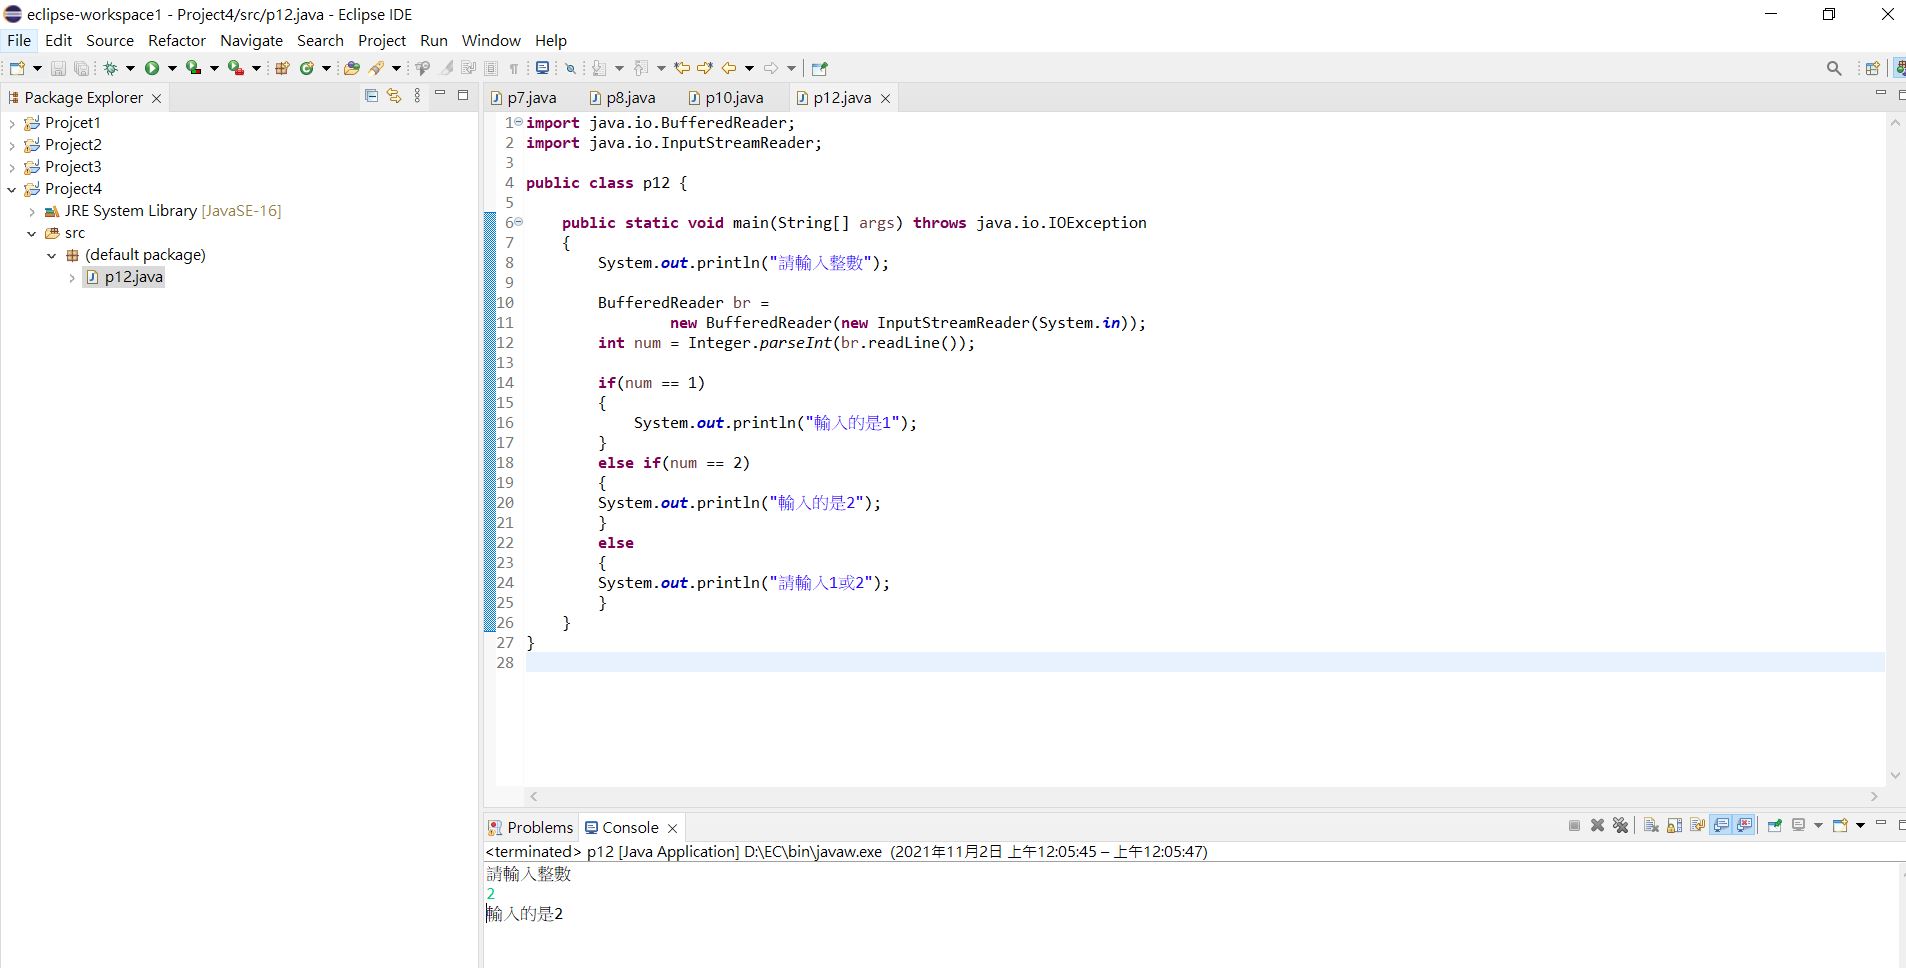 eclipse-workspace1 - Project4/src/p12.java - Eclipse IDE
File Edit Source Refactor Navigate Search Project Run Window Help
Package Explorer
Projcet1
Project2
Project3
Project4
JRE System Library [JavaSE-16]
src
(default package)
p12.java
p7.java p8.java p10.java p12.java
1 import java.io.BufferedReader;
2 import java.io.InputStreamReader;
3
4 public class p12 {
5
6     public static void main(String[] args) throws java.io.IOException
7     {
8         System.out.println("請輸入整數");
9
10         BufferedReader br =
11                 new BufferedReader(new InputStreamReader(System.in));
12         int num = Integer.parseInt(br.readLine());
13
14         if(num == 1)
15         {
16             System.out.println("輸入的是1");
17         }
18         else if(num == 2)
19         {
20         System.out.println("輸入的是2");
21         }
22         else
23         {
24         System.out.println("請輸入1或2");
25         }
26     }
27 }
28
Problems Console
<terminated> p12 [Java Application] D:\EC\bin\javaw.exe (2021年11月2日 上午12:05:45 – 上午12:05:47)
請輸入整數
2
輸入的是2